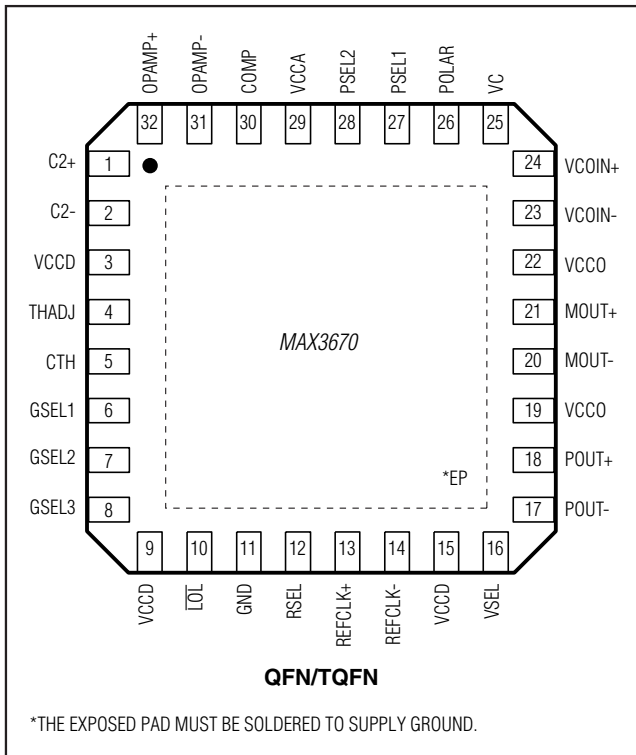 OPAMP+
OPAMP-
COMP
VCCA
PSEL2
PSEL1
POLAR
VC
32
31
30
29
28
27
26
25
C2+ 1
C2- 2
VCCD 3
THADJ 4
CTH 5
GSEL1 6
GSEL2 7
GSEL3 8
MAX3670
*EP
24 VCOIN+
23 VCOIN-
22 VCCO
21 MOUT+
20 MOUT-
19 VCCO
18 POUT+
17 POUT-
9
10
11
12
13
14
15
16
VCCD
LOL
GND
RSEL
REFCLK+
REFCLK-
VCCD
VSEL
QFN/TQFN
*THE EXPOSED PAD MUST BE SOLDERED TO SUPPLY GROUND.